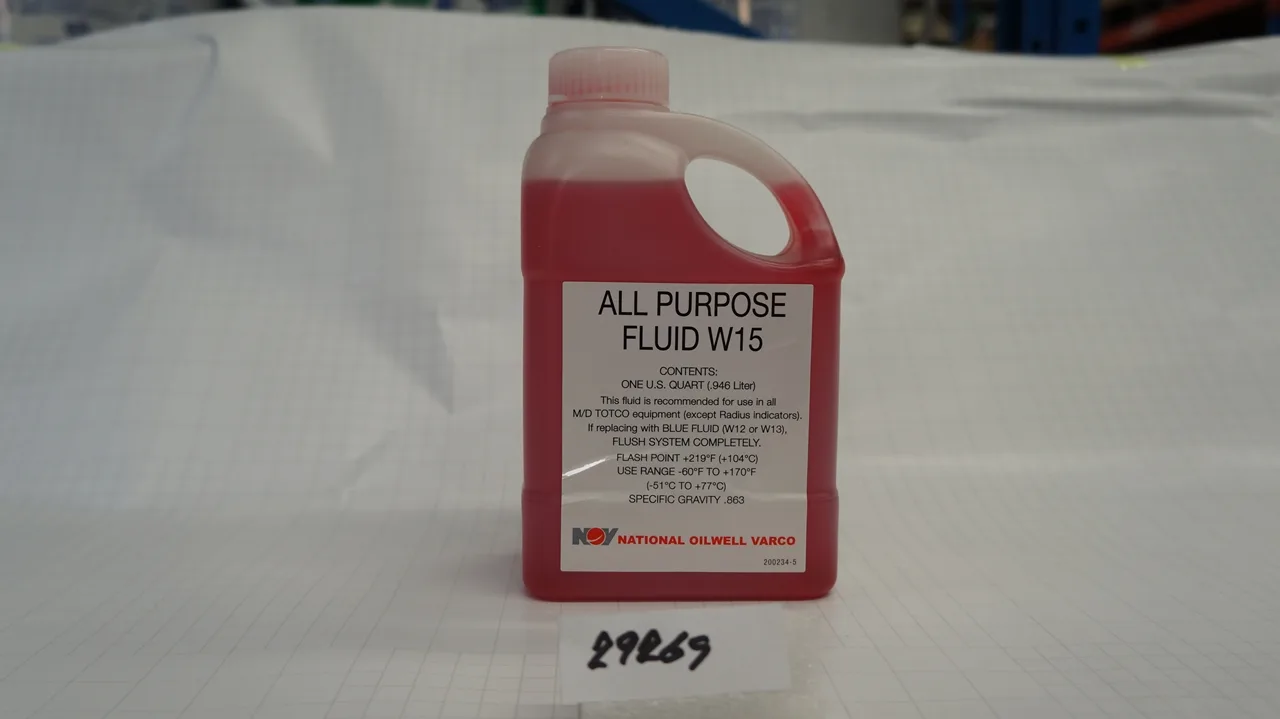 ALL PURPOSE
FLUID W15
CONTENTS:
ONE U.S. QUART (.946 Liter)
This fluid is recommended for use in all
M/D TOTCO equipment (except Radius indicators).
If replacing with BLUE FLUID (W12 or W13),
FLUSH SYSTEM COMPLETELY.
FLASH POINT +219°F (+104°C)
USE RANGE -60°F TO +170°F
(-51°C TO +77°C)
SPECIFIC GRAVITY .863
NOV NATIONAL OILWELL VARCO
200234-5
29269